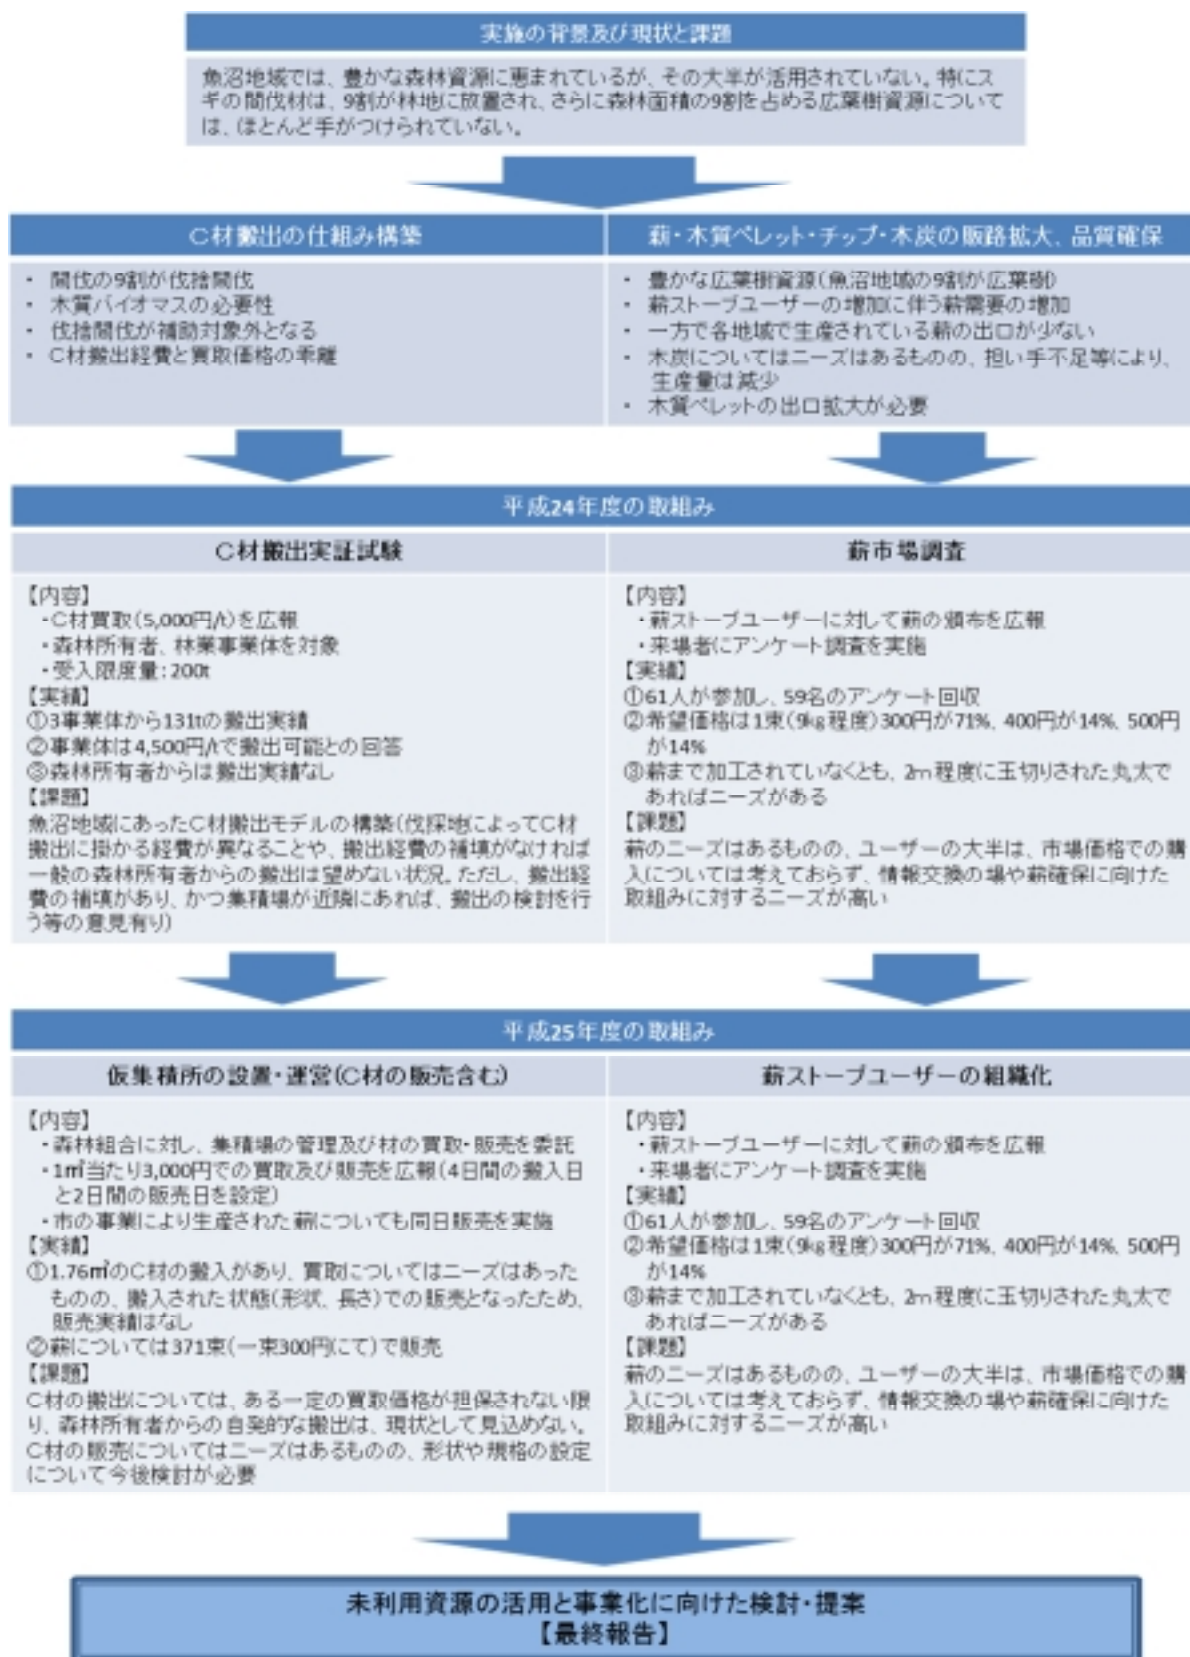 実施の背景及び現状と課題
魚沼地域では、豊かな森林資源に恵まれているが、その大半が活用されていない。特にス
ギの間伐材は、9割が林地に放置され、さらに森林面積の9割を占める広葉樹資源について
は、ほとんど手がつけられていない。
C材搬出の仕組み構築
・ 間伐の9割が伐捨間伐
・ 木質バイオマスの必要性
・ 伐捨間伐が補助対象外となる
・ C材搬出経費と買取価格の乖離
薪・木質ペレット・チップ・木炭の販路拡大、品質確保
・ 豊かな広葉樹資源(魚沼地域の9割が広葉樹)
・ 薪ストーブユーザーの増加に伴う薪需要の増加
・ 一方で各地域で生産されている薪の出口が少ない
・ 木炭についてはニーズはあるものの、担い手不足等により、
生産量は減少
・ 木質ペレットの出口拡大が必要
平成24年度の取組み
C材搬出実証試験
【内容】
・C材買取(5,000円/t)を広報
・森林所有者、林業事業体を対象
・受入限度量:200t
【実績】
①3事業体から131tの搬出実績
②事業体は4,500円/tで搬出可能との回答
③森林所有者からは搬出実績なし
【課題】
魚沼地域にあったC材搬出モデルの構築(伐採地によってC材
搬出に掛かる経費が異なることや、搬出経費の補填がなければ
一般の森林所有者からの搬出は望めない状況。ただし、搬出経
費の補填があり、かつ集積場が近隣にあれば、搬出の検討を行
う等の意見有り)
薪市場調査
【内容】
・薪ストーブユーザーに対して薪の頒布を広報
・来場者にアンケート調査を実施
【実績】
①61人が参加し、59名のアンケート回収
②希望価格は1束(9kg程度)300円が71%、400円が14%、500円
が14%
③薪まで加工されていなくとも、2m程度に玉切りされた丸太で
あればニーズがある
【課題】
薪のニーズはあるものの、ユーザーの大半は、市場価格での購
入については考えておらず、情報交換の場や薪確保に向けた
取組みに対するニーズが高い
平成25年度の取組み
仮集積所の設置・運営(C材の販売含む)
【内容】
・森林組合に対し、集積場の管理及び材の買取・販売を委託
・1㎥当たり3,000円での買取及び販売を広報(4日間の搬入日
と2日間の販売日を設定)
・市の事業により生産された薪についても同日販売を実施
【実績】
①1.76㎥のC材の搬入があり、買取についてはニーズはあった
ものの、搬入された状態(形状、長さ)での販売となったため、
販売実績はなし
②薪については371束(一束300円にて)で販売
【課題】
C材の搬出については、ある一定の買取価格が担保されない限
り、森林所有者からの自発的な搬出は、現状として見込めない。
C材の販売についてはニーズはあるものの、形状や規格の設定
について今後検討が必要
薪ストーブユーザーの組織化
【内容】
・薪ストーブユーザーに対して薪の頒布を広報
・来場者にアンケート調査を実施
【実績】
①61人が参加し、59名のアンケート回収
②希望価格は1束(9kg程度)300円が71%、400円が14%、500円
が14%
③薪まで加工されていなくとも、2m程度に玉切りされた丸太で
あればニーズがある
【課題】
薪のニーズはあるものの、ユーザーの大半は、市場価格での購
入については考えておらず、情報交換の場や薪確保に向けた
取組みに対するニーズが高い
未利用資源の活用と事業化に向けた検討・提案
【最終報告】